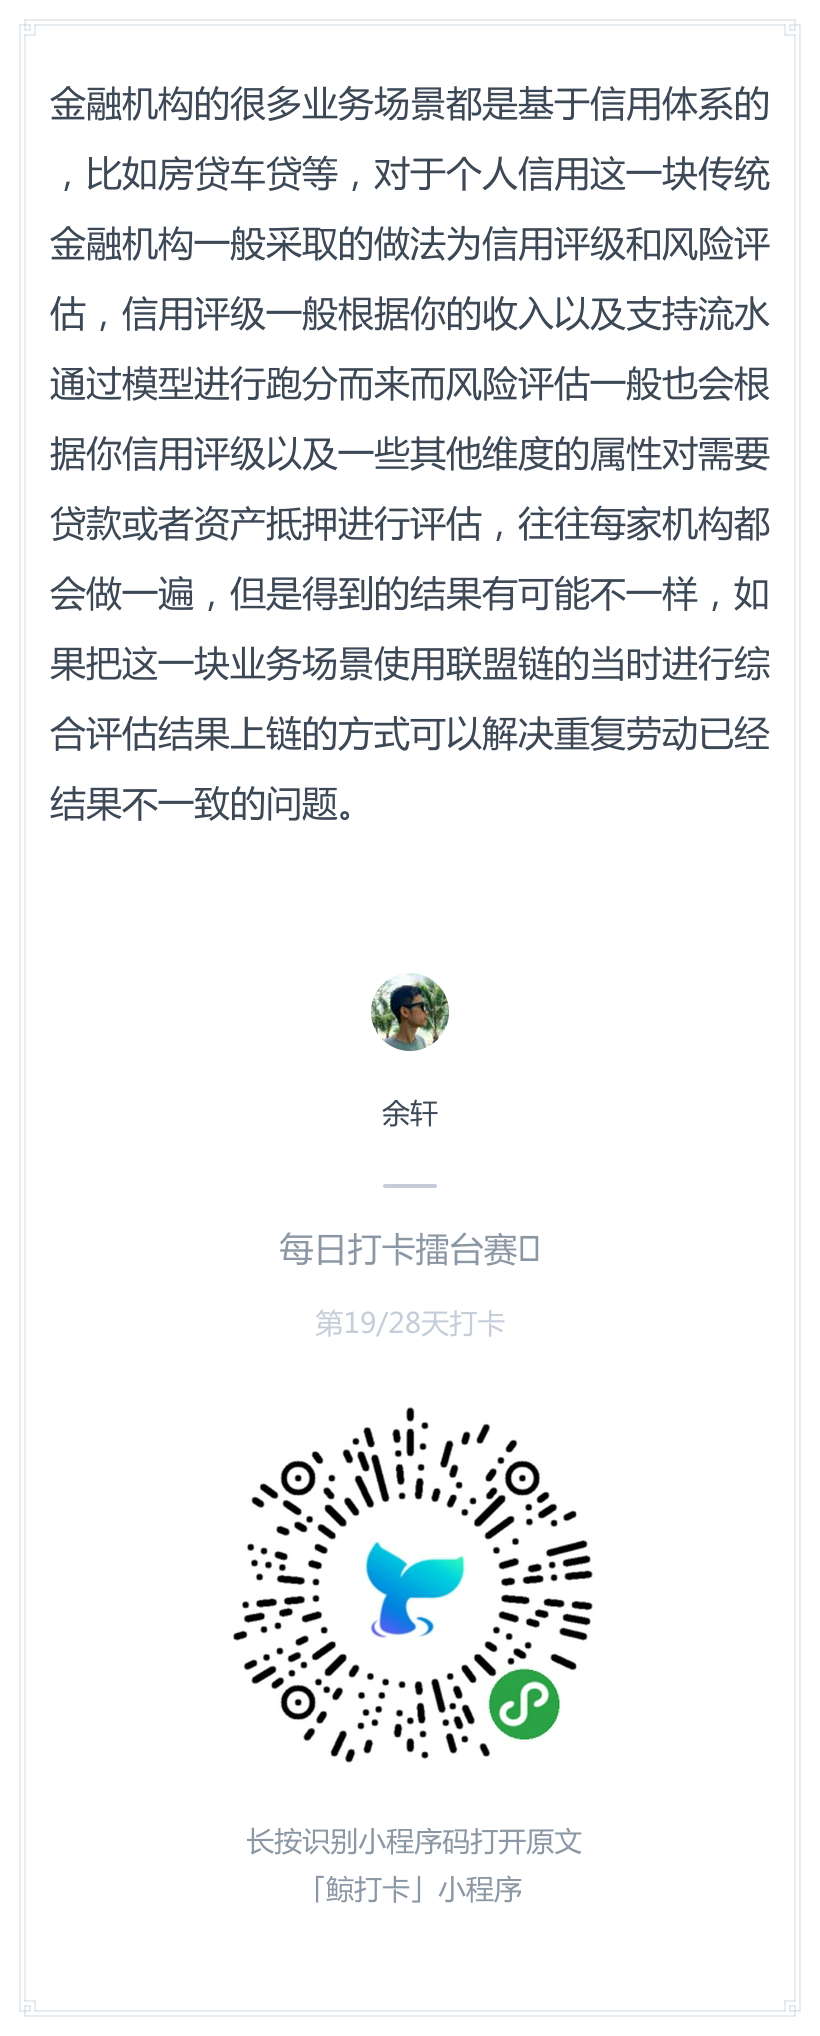 金融机构的很多业务场景都是基于信用体系的
，比如房贷车贷等，对于个人信用这一块传统
金融机构一般采取的做法为信用评级和风险评
估，信用评级一般根据你的收入以及支持流水
通过模型进行跑分而来而风险评估一般也会根
据你信用评级以及一些其他维度的属性对需要
贷款或者资产抵押进行评估，往往每家机构都
会做一遍，但是得到的结果有可能不一样，如
果把这一块业务场景使用联盟链的当时进行综
合评估结果上链的方式可以解决重复劳动已经
结果不一致的问题。
余轩
每日打卡擂台赛
第19/28天打卡
长按识别小程序码打开原文
「鲸打卡」小程序